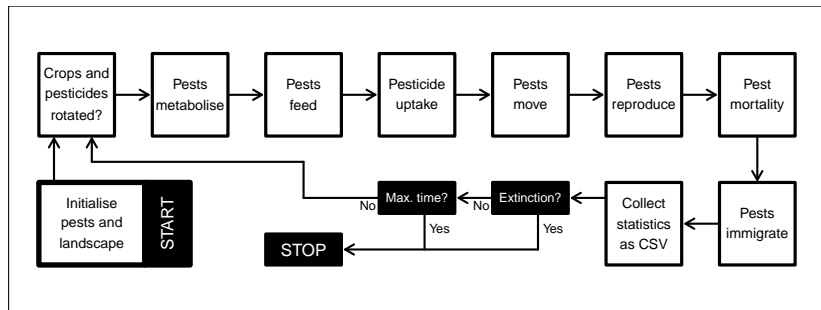 Crops and
pesticides
rotated?
Pests
metabolise
Pests
feed
Pesticide
uptake
Pests
move
Pests
reproduce
Pest
mortality
Initialise
pests and
landscape
START
No
Max. time?
No
Extinction?
Collect
statistics
as CSV
Pests
immigrate
Yes
Yes
STOP